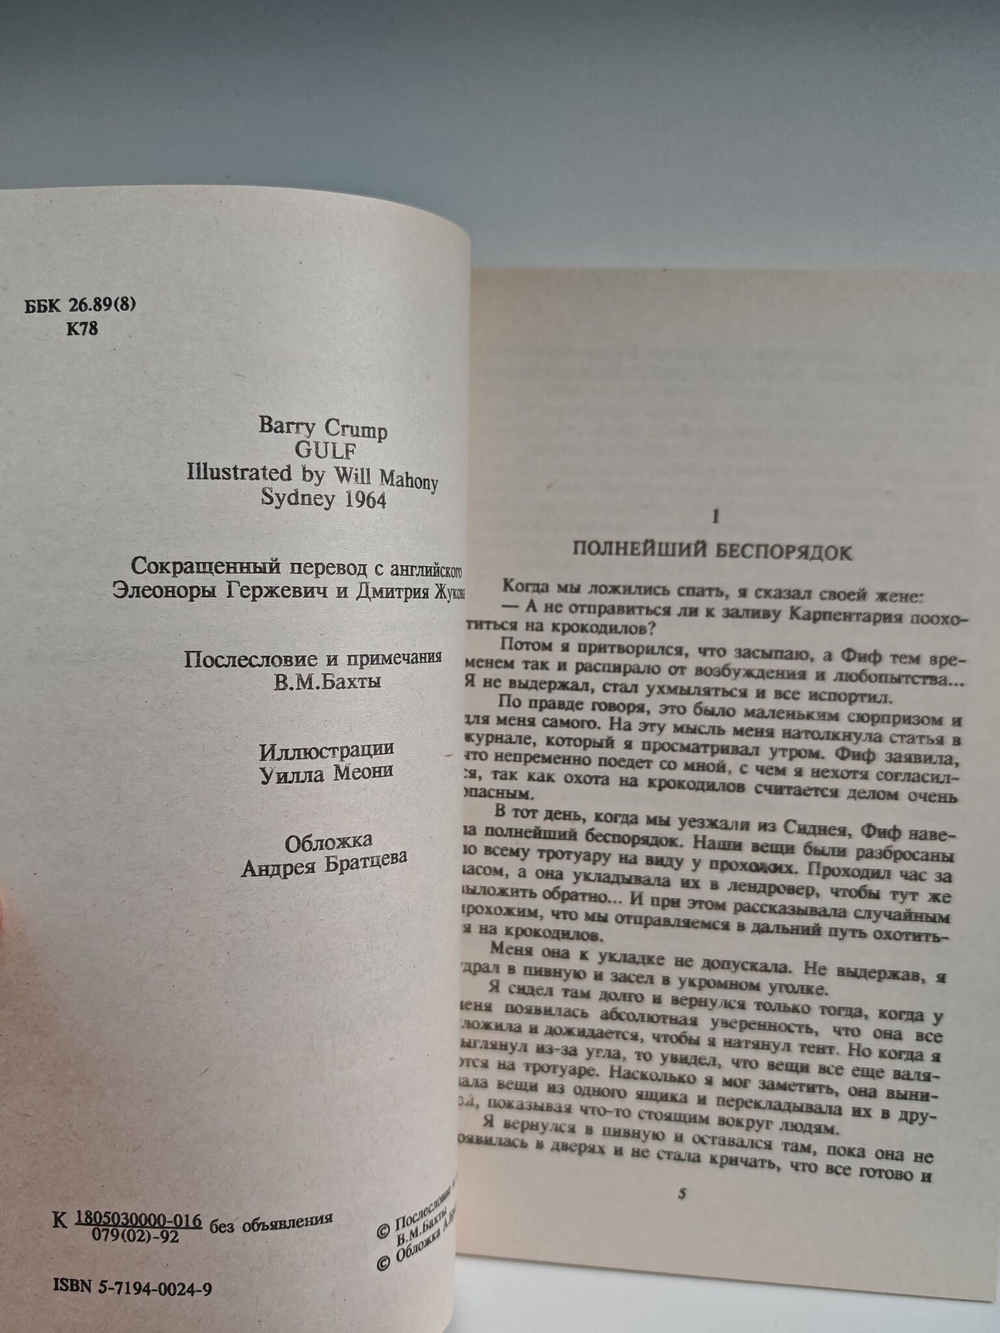 ББК 26.89(8)
К78
Barry Crump
GULF
Illustrated by Will Mahony
Sydney 1964
Сокращенный перевод с английского
Элеоноры Гержевич и Дмитрия Жуков
Послесловие и примечания
В.М.Бахты
Иллюстрации
Уилла Меони
Обложка
Андрея Братцева
К 1805030000-016 без объявления
079(02)-92
© Послесловие
В.М.Бахты
© Обложка
ISBN 5-7194-0024-9
1
ПОЛНЕЙШИЙ БЕСПОРЯДОК
Когда мы ложились спать, я сказал своей жене:
— А не отправиться ли к заливу Карпентария поохо-
титься на крокодилов?
Потом я притворился, что засыпаю, а Фиф тем вре-
менем так и распирало от возбуждения и любопытства...
Я не выдержал, стал ухмыляться и все испортил.
По правде говоря, это было маленьким сюрпризом и
для меня самого. На эту мысль меня натолкнула статья в
журнале, который я просматривал утром. Фиф заявила,
что непременно поедет со мной, с чем я нехотя согласил-
ся, так как охота на крокодилов считается делом очень
опасным.
В тот день, когда мы уезжали из Сиднея, Фиф наве-
ла полнейший беспорядок. Наши вещи были разбросаны
по всему тротуару на виду у прохожих. Проходил час за
часом, а она укладывала их в лендровер, чтобы тут же
выложить обратно... И при этом рассказывала случайным
прохожим, что мы отправляемся в дальний путь охотить-
я на крокодилов.
Меня она к укладке не допускала. Не выдержав, я
удрал в пивную и засел в укромном уголке.
Я сидел там долго и вернулся только тогда, когда у
меня появилась абсолютная уверенность, что она все
ложила и дожидается, чтобы я натянул тент. Но когда я
выглянул из-за угла, то увидел, что вещи все еще валя-
ются на тротуаре. Насколько я мог заметить, она выни-
мала вещи из одного ящика и перекладывала их в дру-
гой, показывая что-то стоящим вокруг людям.
Я вернулся в пивную и оставался там, пока она не
оявилась в дверях и не стала кричать, что все готово и
5